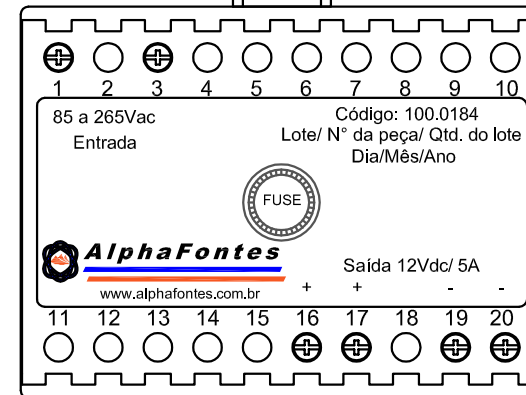 1 2 3 4 5 6 7 8 9 10
85 a 265Vac
Entrada
Código: 100.0184
Lote/ N° da peça/ Qtd. do lote
Dia/Mês/Ano
FUSE
AlphaFontes
www.alphafontes.com.br
Saída 12Vdc/ 5A
+ + - -
11 12 13 14 15 16 17 18 19 20